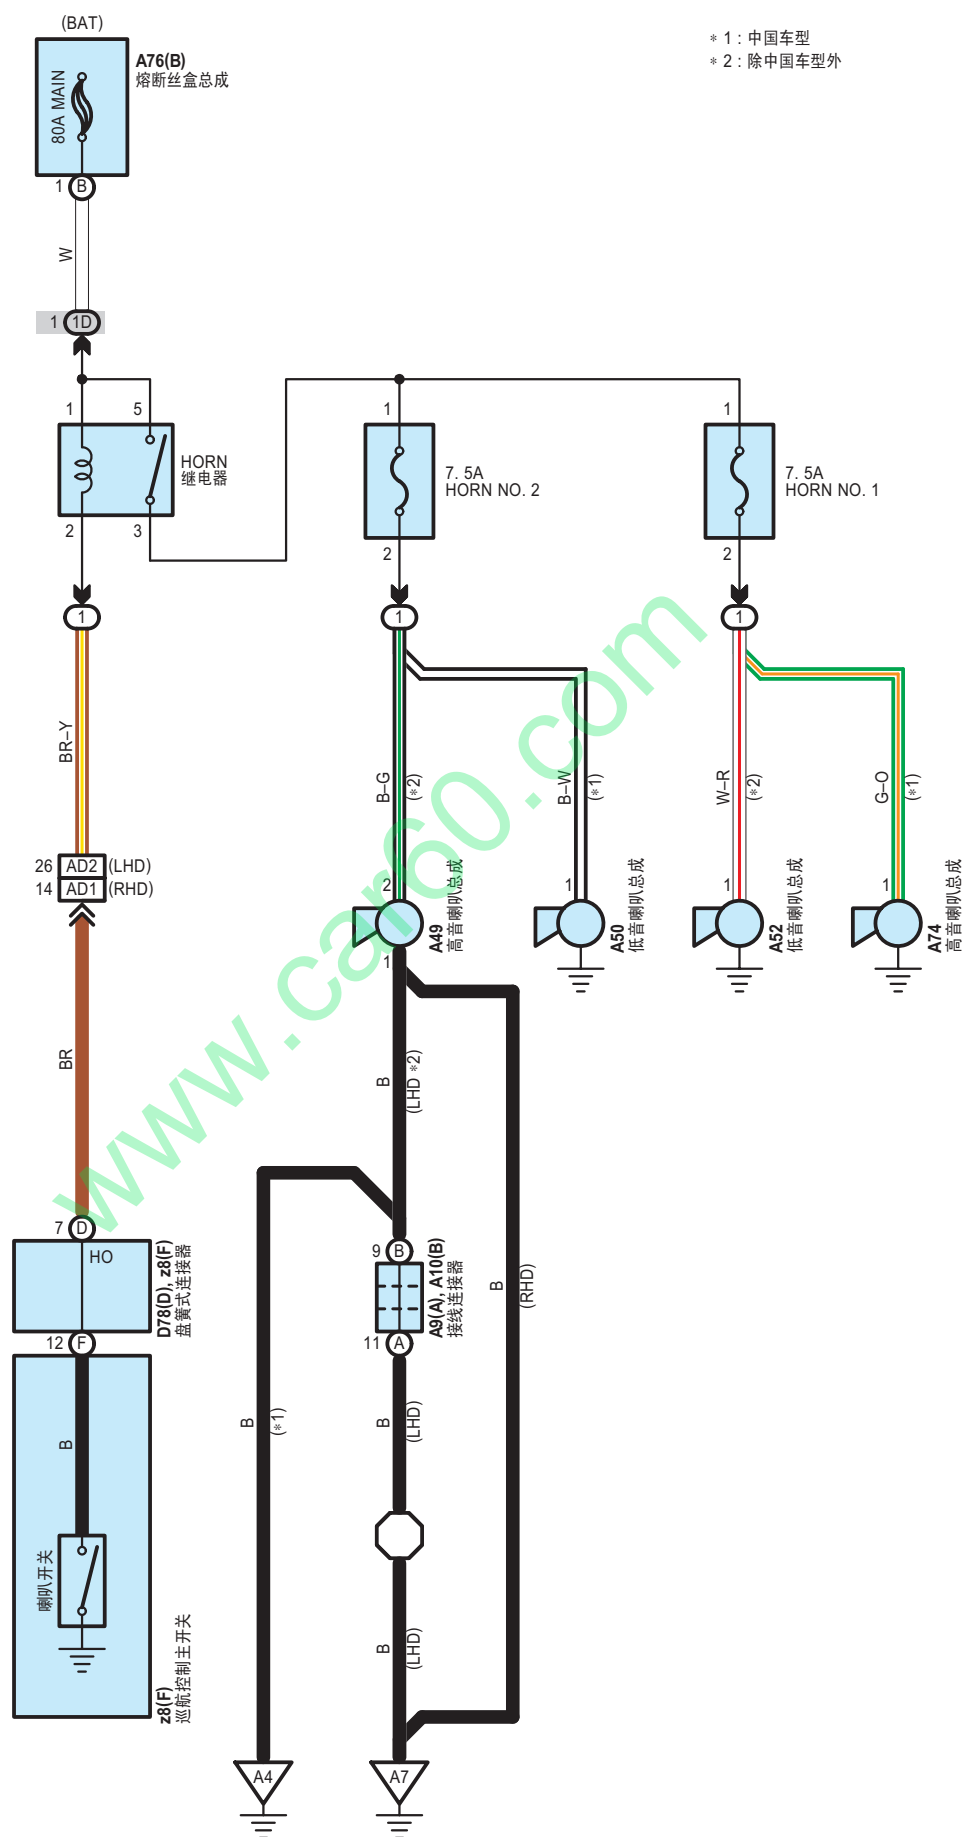 (BAT)
80A MAIN
A76(B)
熔断丝盒总成
* 1 : 中国车型
* 2 : 除中国车型外
1 B
W
1 1D
1 5
HORN
继电器
2 3
1
7. 5A
HORN NO. 2
2
1
7. 5A
HORN NO. 1
2
1
1
1
BR–Y
B–G
(*2)
B–W
(*1)
W–R
(*2)
G–O
(*1)
26 AD2 (LHD)
14 AD1 (RHD)
2
A49
高音喇叭总成
1
1
A50
低音喇叭总成
1
A52
低音喇叭总成
1
A74
高音喇叭总成
BR
B
(LHD *2)
7 D
HO
D78(D), z8(F)
盘簧式连接器
12 F
9 B
A9(A), A10(B)
接线连接器
11 A
B
(RHD)
B
(*1)
B
(LHD)
B
喇叭开关
z8(F)
巡航控制主开关
B
(LHD)
A4
A7
www.car60.com